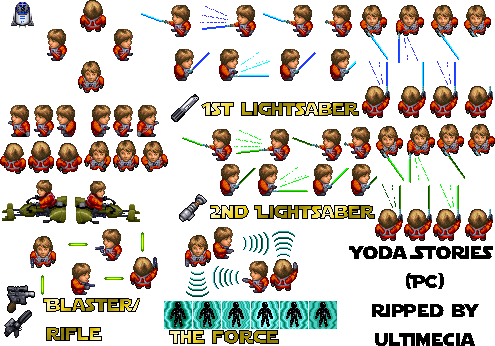 1st Lightsaber
2nd Lightsaber
Yoda Stories
(PC)
Ripped by
Ultimecia
Blaster/
Rifle
The Force